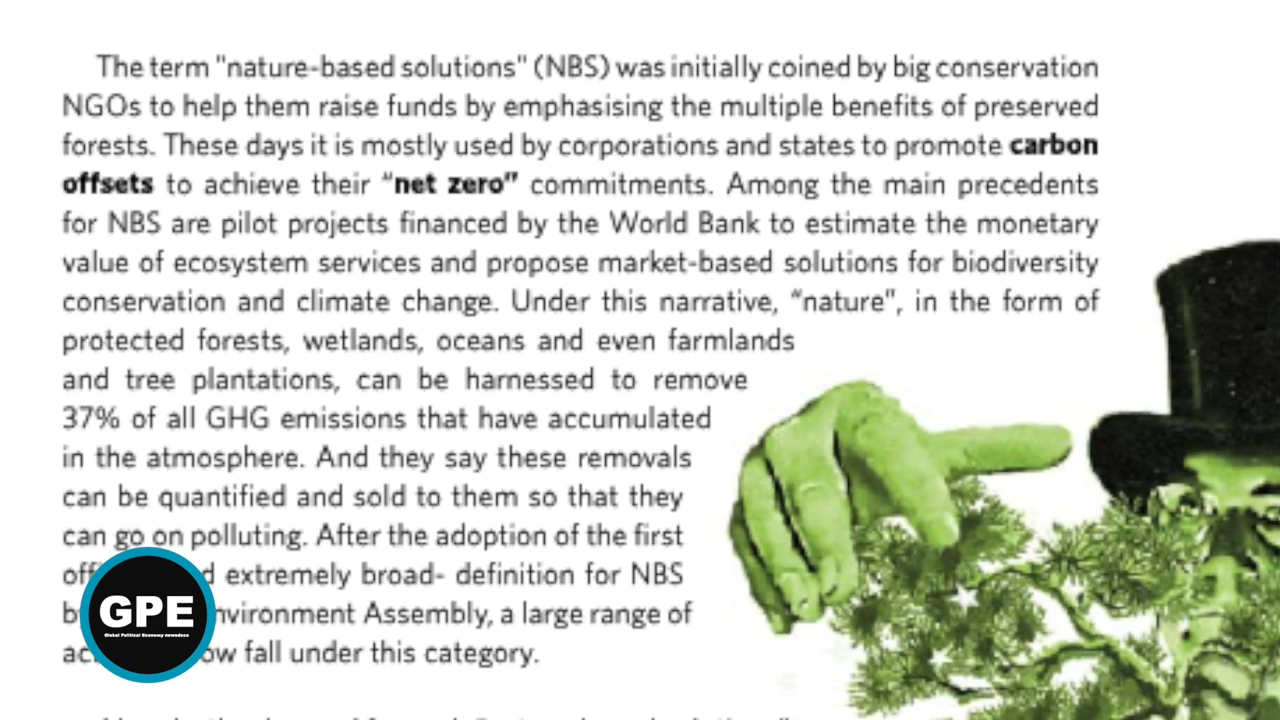 The term "nature-based solutions" (NBS) was initially coined by big conservation
NGOs to help them raise funds by emphasising the multiple benefits of preserved
forests. These days it is mostly used by corporations and states to promote carbon
offsets to achieve their “net zero” commitments. Among the main precedents
for NBS are pilot projects financed by the World Bank to estimate the monetary
value of ecosystem services and propose market-based solutions for biodiversity
conservation and climate change. Under this narrative, “nature”, in the form of
protected forests, wetlands, oceans and even farmlands
and tree plantations, can be harnessed to remove
37% of all GHG emissions that have accumulated
in the atmosphere. And they say these removals
can be quantified and sold to them so that they
can go on polluting. After the adoption of the first
extremely broad- definition for NBS
Assembly, a large range of
fall under this category.
GPE
Global Political Economy newsdocs